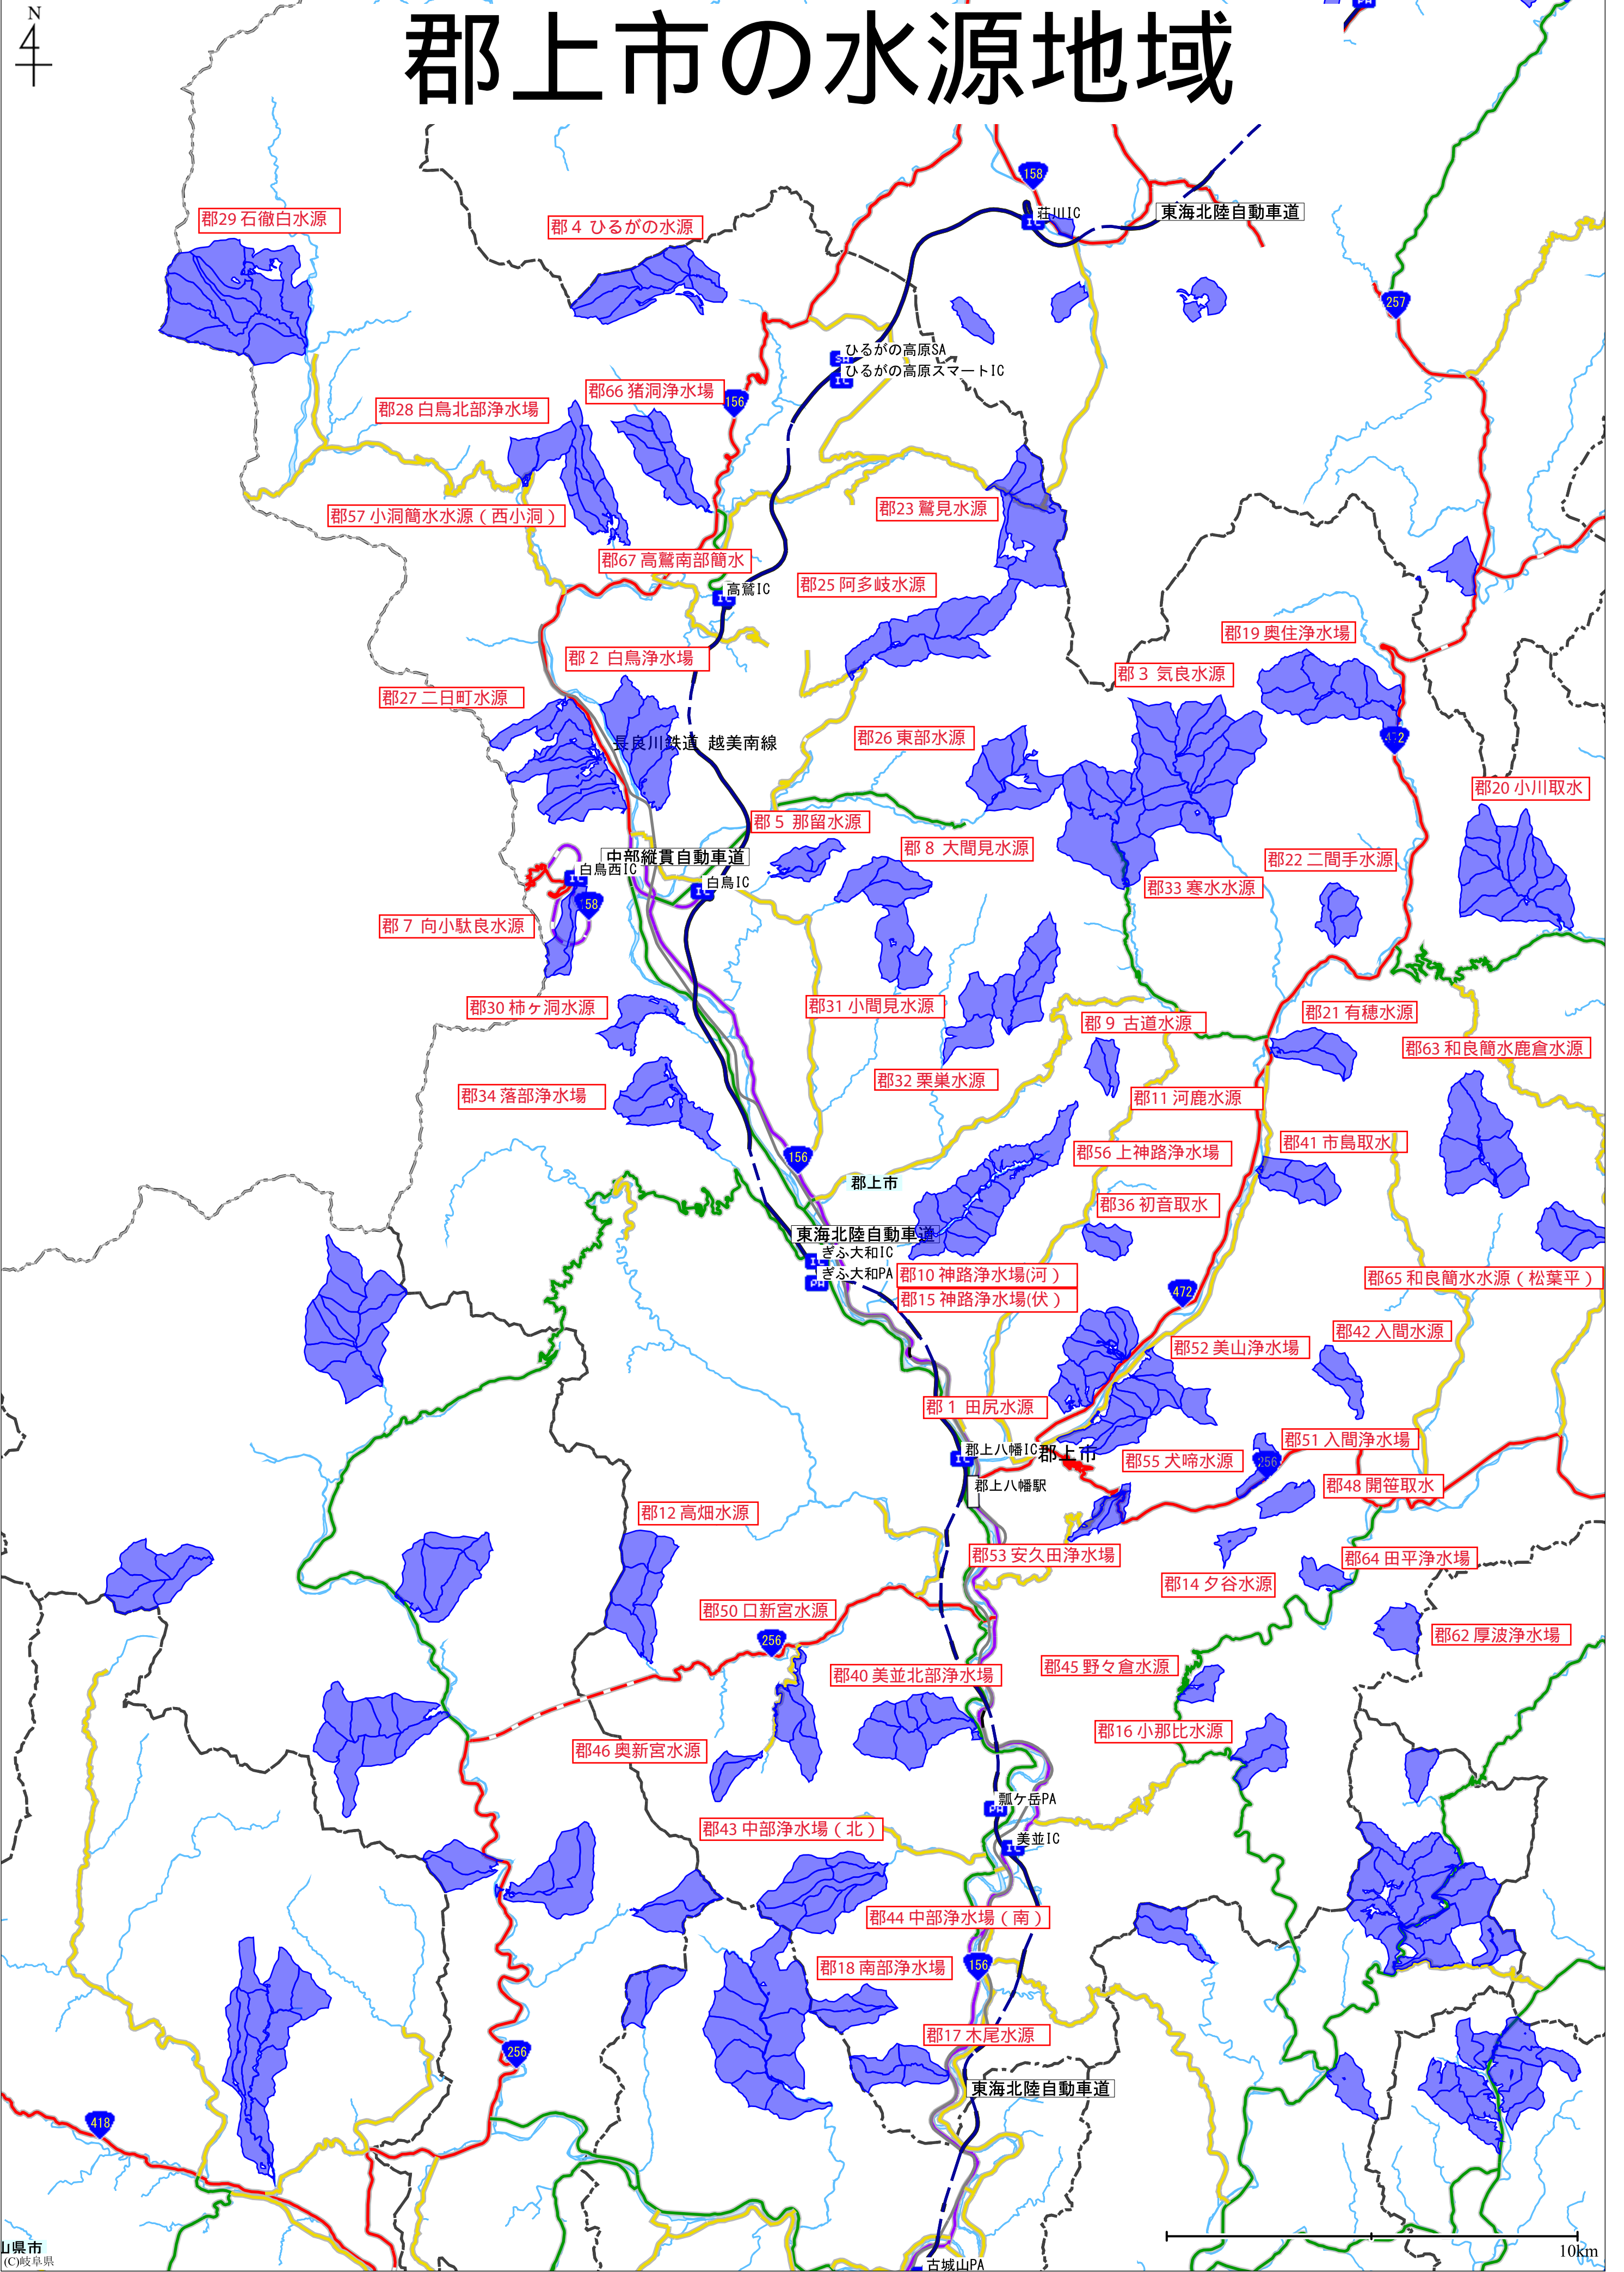 N
郡上市の水源地域
158
荘川IC
東海北陸自動車道
郡29 石徹白水源
郡4 ひるがの水源
257
ひるがの高原SA
ひるがの高原スマートIC
郡66 猪洞浄水場
156
郡28 白鳥北部浄水場
郡23 鷲見水源
郡57 小洞簡水水源(西小洞)
郡67 高鷲南部簡水
高鷲IC
郡25 阿多岐水源
郡19 奥住浄水場
郡2 白鳥浄水場
郡3 気良水源
郡27 二日町水源
長良川鉄道 越美南線
郡26 東部水源
472
郡20 小川取水
郡5 那留水源
郡8 大間見水源
中部縦貫自動車道
白鳥西IC
白鳥IC
郡22 二間手水源
郡33 寒水水源
158
郡7 向小駄良水源
郡30 柿ヶ洞水源
郡31 小間見水源
郡21 有穂水源
郡9 古道水源
郡63 和良簡水鹿倉水源
郡32 栗巣水源
郡34 落部浄水場
郡11 河鹿水源
156
郡56 上神路浄水場
郡41 市島取水
郡上市
郡36 初音取水
東海北陸自動車道
ぎふ大和IC
ぎふ大和PA
郡10 神路浄水場(河)
郡15 神路浄水場(伏)
郡65 和良簡水水源(松葉平)
472
郡42 入間水源
郡52 美山浄水場
郡1 田尻水源
郡51 入間浄水場
郡上八幡IC
郡上市
郡55 犬啼水源
256
郡上八幡駅
郡48 開笹取水
郡12 高畑水源
郡53 安久田浄水場
郡64 田平浄水場
郡14 夕谷水源
郡50 口新宮水源
256
郡62 厚波浄水場
郡40 美並北部浄水場
郡45 野々倉水源
郡16 小那比水源
郡46 奥新宮水源
瓢ケ岳PA
郡43 中部浄水場(北)
美並IC
郡44 中部浄水場(南)
郡18 南部浄水場
156
郡17 木尾水源
256
東海北陸自動車道
418
山県市
(C)岐阜県
10km
古城山PA